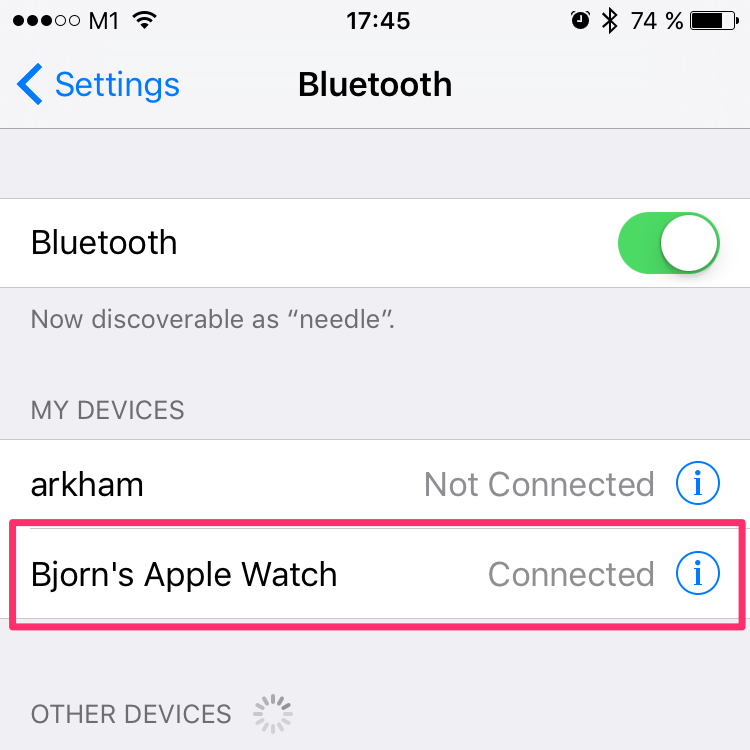 M1 17:45 74 %
Settings Bluetooth
Bluetooth
Now discoverable as “needle”.
MY DEVICES
arkham Not Connected i
Bjorn's Apple Watch Connected i
OTHER DEVICES